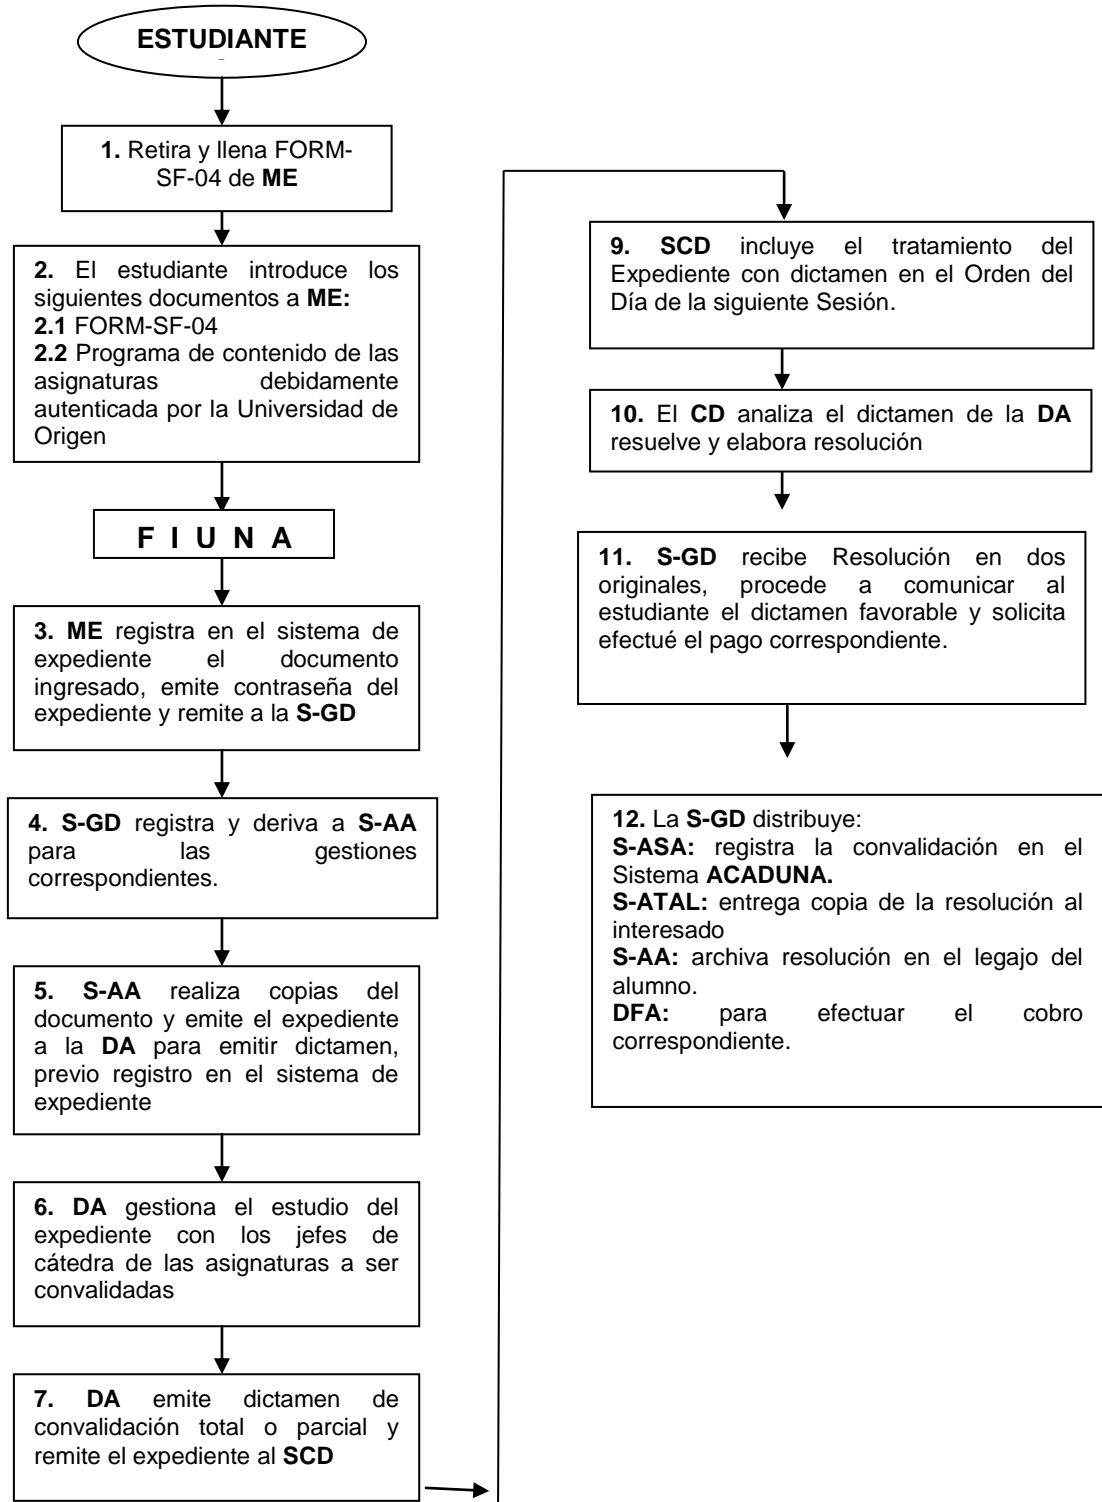 ESTUDIANTE
1. Retira y llena FORM-
SF-04 de ME
2. El estudiante introduce los
siguientes documentos a ME:
2.1 FORM-SF-04
2.2 Programa de contenido de las
asignaturas debidamente
autenticada por la Universidad de
Origen
F I U N A
3. ME registra en el sistema de
expediente el documento
ingresado, emite contraseña del
expediente y remite a la S-GD
4. S-GD registra y deriva a S-AA
para las gestiones
correspondientes.
5. S-AA realiza copias del
documento y emite el expediente
a la DA para emitir dictamen,
previo registro en el sistema de
expediente
6. DA gestiona el estudio del
expediente con los jefes de
cátedra de las asignaturas a ser
convalidadas
7. DA emite dictamen de
convalidación total o parcial y
remite el expediente al SCD
9. SCD incluye el tratamiento del
Expediente con dictamen en el Orden del
Día de la siguiente Sesión.
10. El CD analiza el dictamen de la DA
resuelve y elabora resolución
11. S-GD recibe Resolución en dos
originales, procede a comunicar al
estudiante el dictamen favorable y solicita
efectué el pago correspondiente.
12. La S-GD distribuye:
S-ASA: registra la convalidación en el
Sistema ACADUNA.
S-ATAL: entrega copia de la resolución al
interesado
S-AA: archiva resolución en el legajo del
alumno.
DFA: para efectuar el cobro
correspondiente.